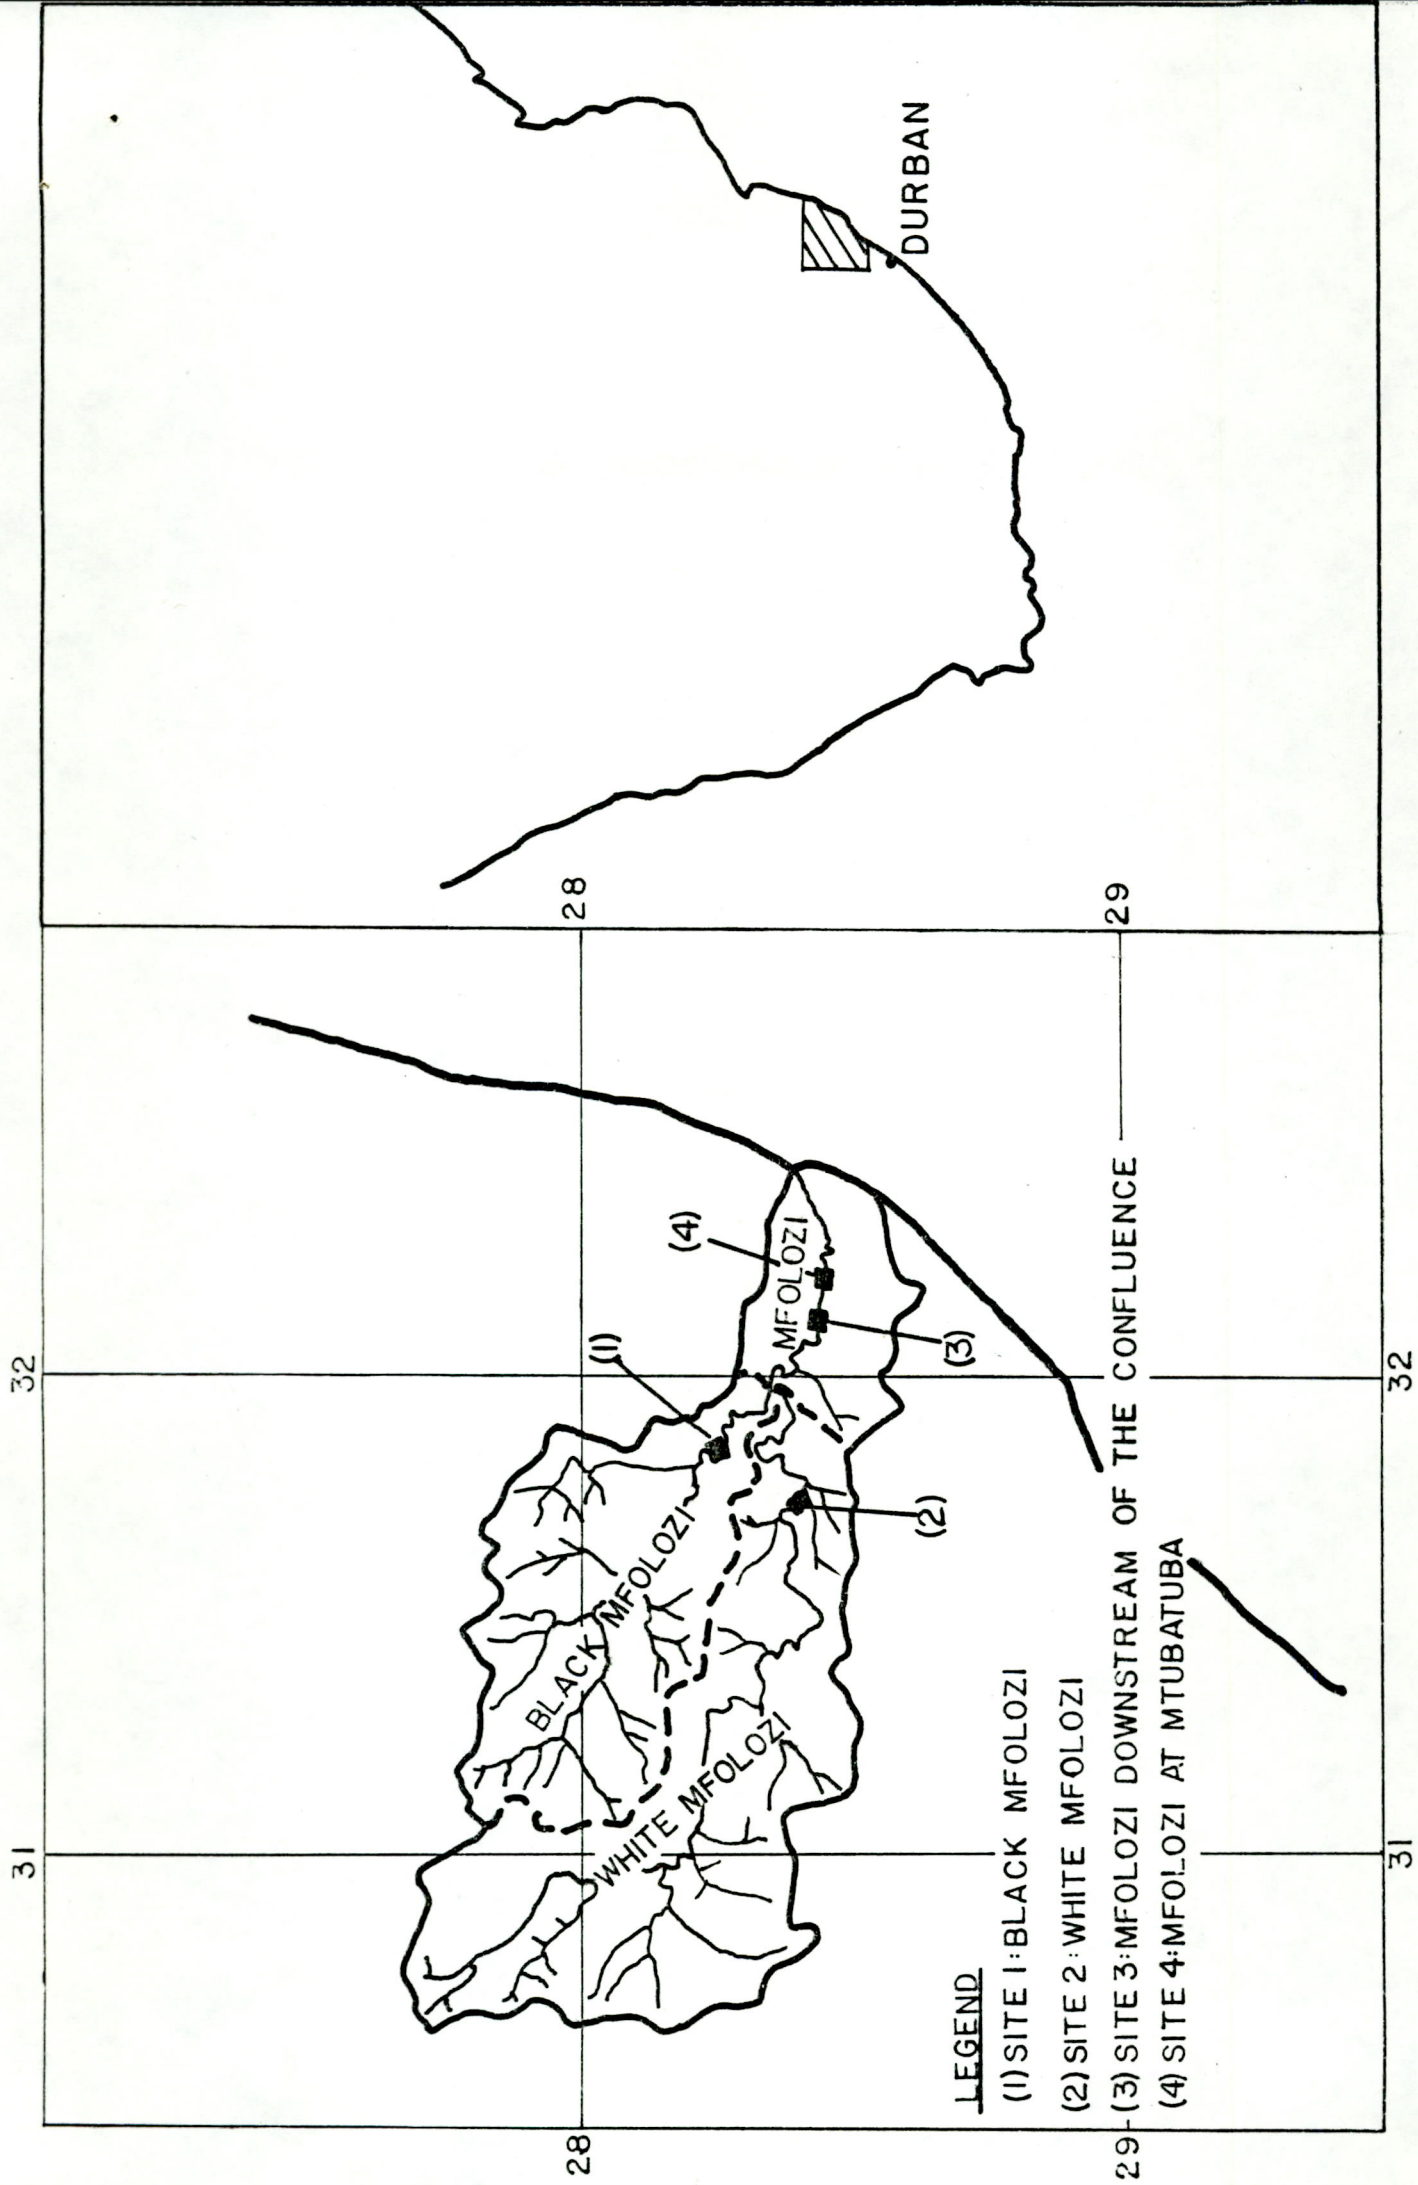 31
32
28
28
29
29
31
32
BLACK MFOLOZI
WHITE MFOLOZI
MFOLOZI
(1)
(2)
(3)
(4)
DURBAN
LEGEND
(1) SITE 1: BLACK MFOLOZI
(2) SITE 2: WHITE MFOLOZI
(3) SITE 3: MFOLOZI DOWNSTREAM OF THE CONFLUENCE
(4) SITE 4: MFOLOZI AT MTUBATUBA